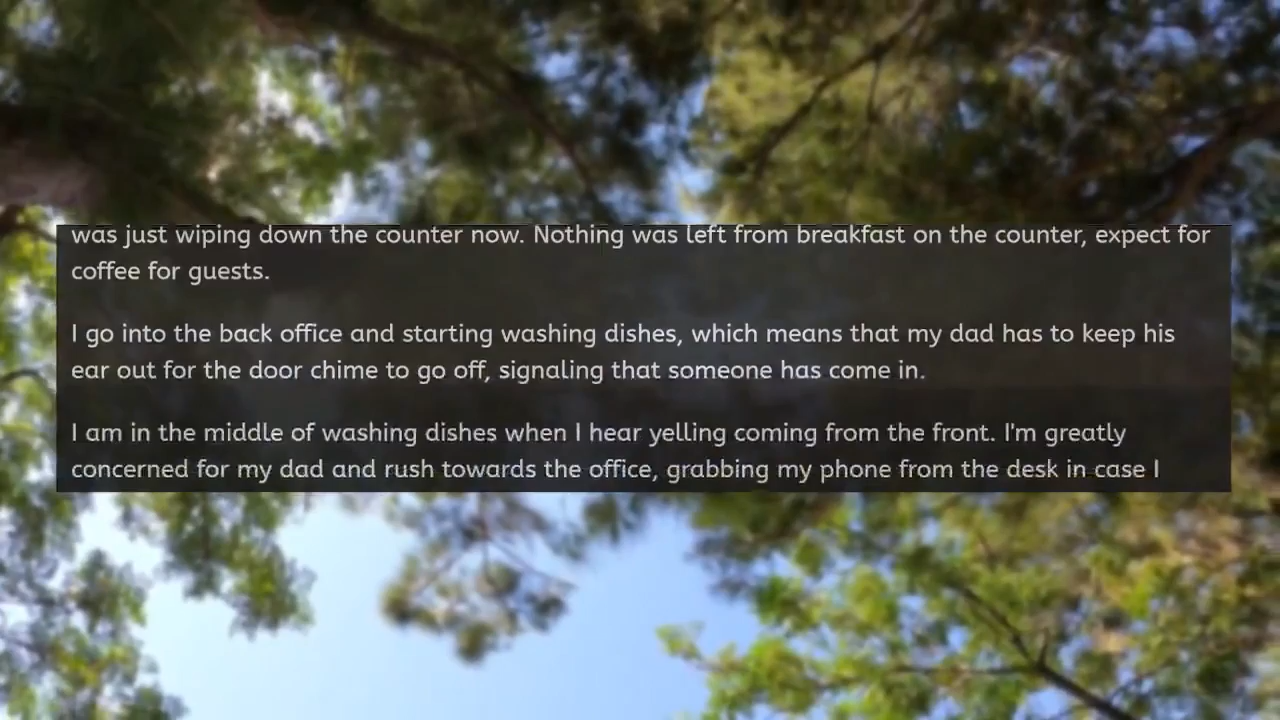 was just wiping down the counter now. Nothing was left from breakfast on the counter, expect for
coffee for guests.
I go into the back office and starting washing dishes, which means that my dad has to keep his
ear out for the door chime to go off, signaling that someone has come in.
I am in the middle of washing dishes when I hear yelling coming from the front. I'm greatly
concerned for my dad and rush towards the office, grabbing my phone from the desk in case I